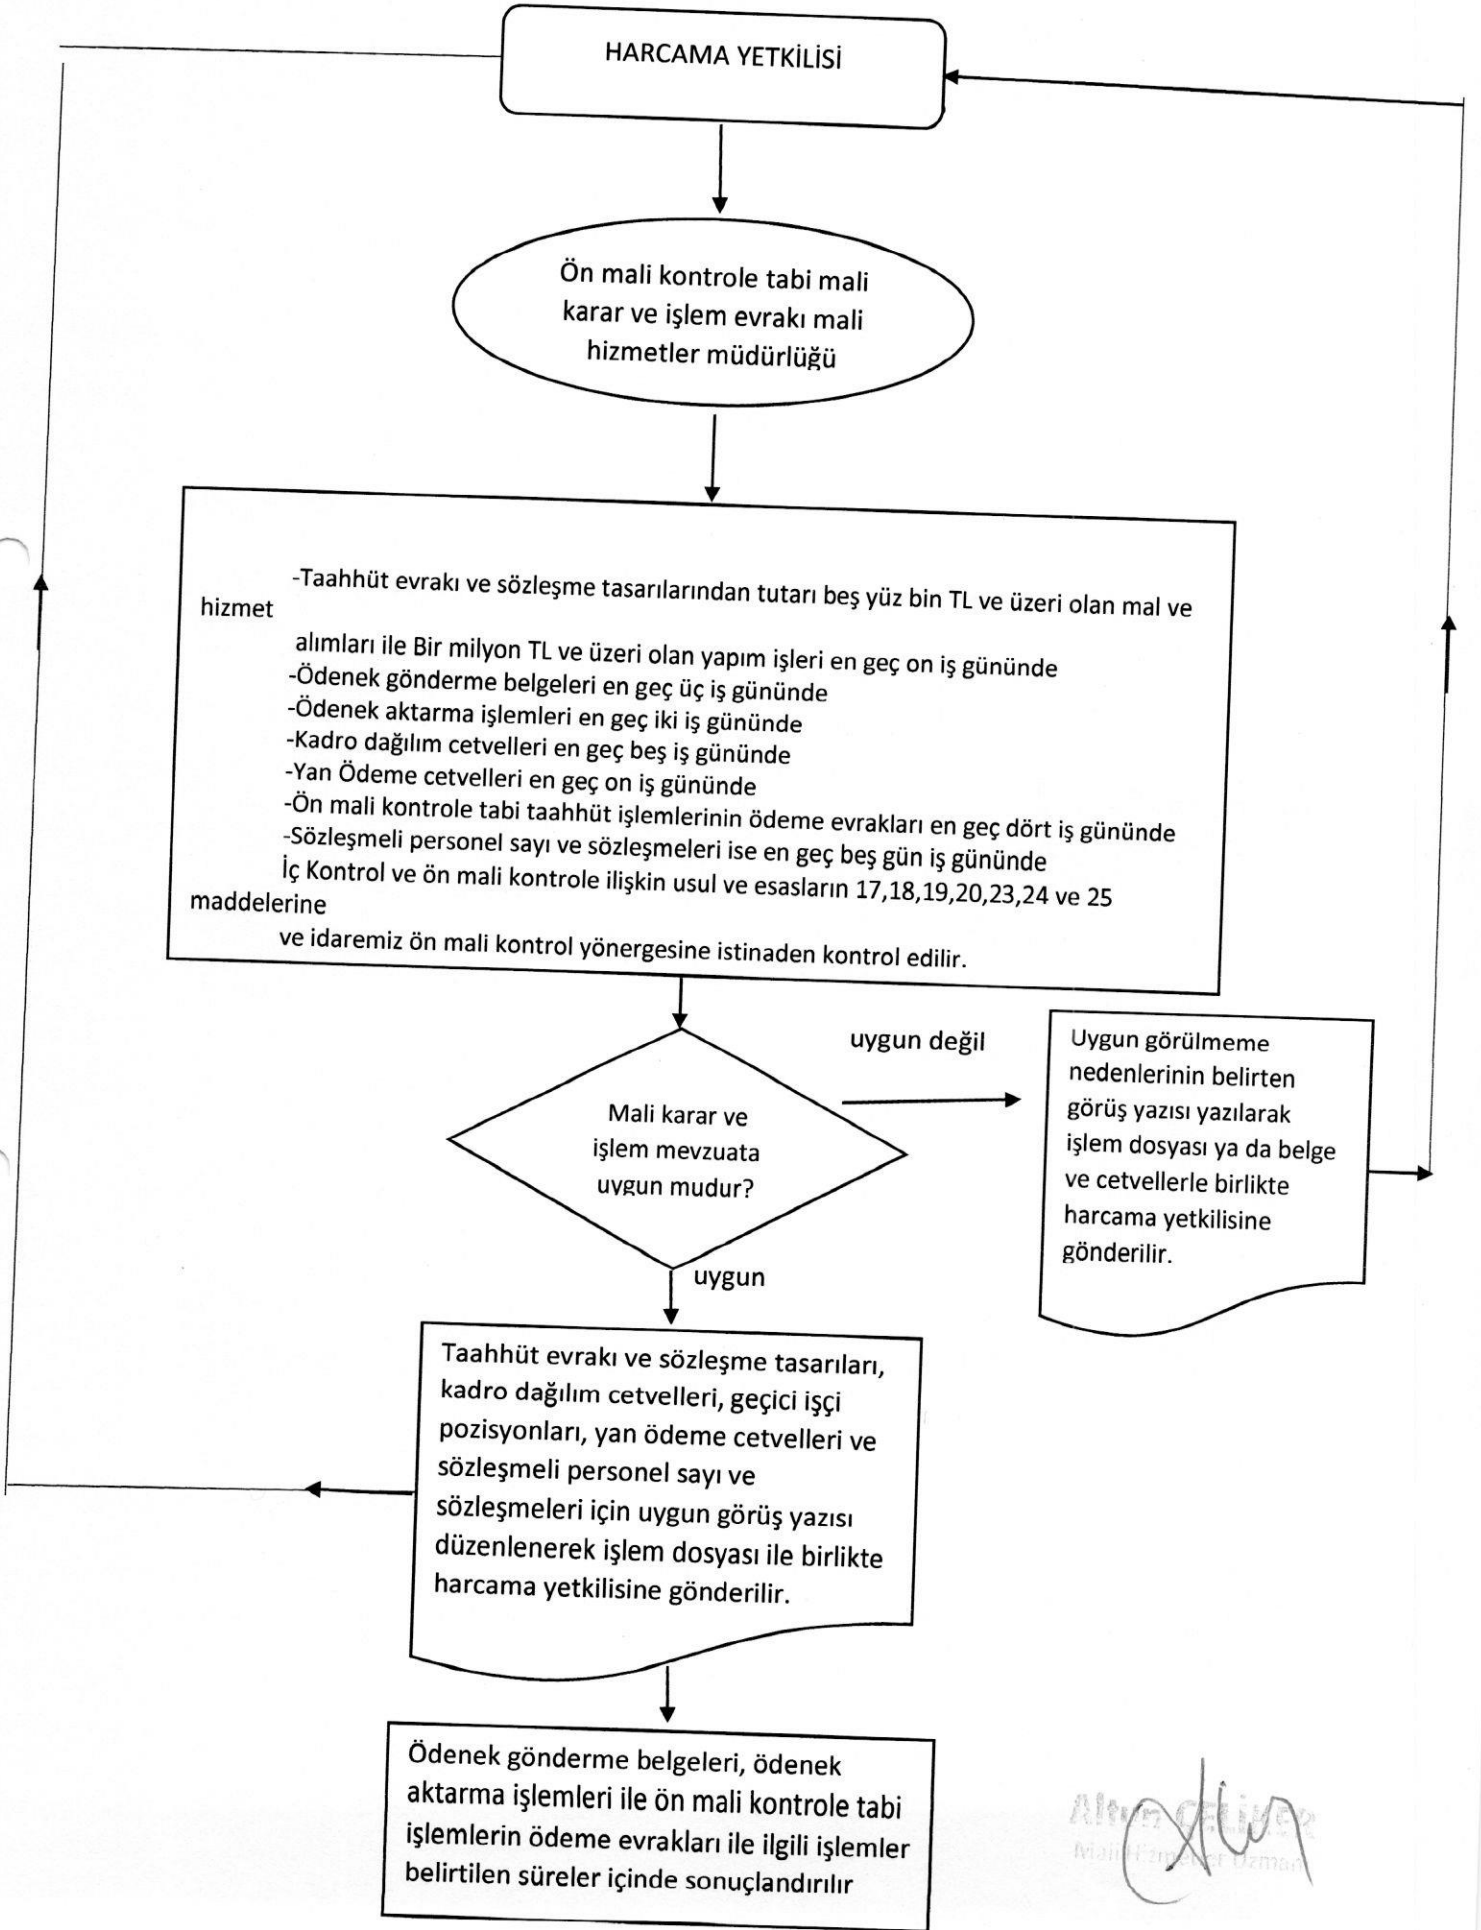 HARCAMA YETKİLİSİ
Ön mali kontrole tabi mali
karar ve işlem evrakı mali
hizmetler müdürlüğü
-Taahhüt evrakı ve sözleşme tasarılarından tutarı beş yüz bin TL ve üzeri olan mal ve
hizmet
alımları ile Bir milyon TL ve üzeri olan yapım işleri en geç on iş gününde
-Ödenek gönderme belgeleri en geç üç iş gününde
-Ödenek aktarma işlemleri en geç iki iş gününde
-Kadro dağılım cetvelleri en geç beş iş gününde
-Yan Ödeme cetvelleri en geç on iş gününde
-Ön mali kontrole tabi taahhüt işlemlerinin ödeme evrakları en geç dört iş gününde
-Sözleşmeli personel sayı ve sözleşmeleri ise en geç beş gün iş gününde
İç Kontrol ve ön mali kontrole ilişkin usul ve esasların 17,18,19,20,23,24 ve 25
maddelerine
ve idaremiz ön mali kontrol yönergesine istinaden kontrol edilir.
uygun değil
Mali karar ve
işlem mevzuata
uygun mudur?
Uygun görülmeme
nedenlerinin belirten
görüş yazısı yazılarak
işlem dosyası ya da belge
ve cetvellerle birlikte
harcama yetkilisine
gönderilir.
uygun
Taahhüt evrakı ve sözleşme tasarıları,
kadro dağılım cetvelleri, geçici işçi
pozisyonları, yan ödeme cetvelleri ve
sözleşmeli personel sayı ve
sözleşmeleri için uygun görüş yazısı
düzenlenerek işlem dosyası ile birlikte
harcama yetkilisine gönderilir.
Ödenek gönderme belgeleri, ödenek
aktarma işlemleri ile ön mali kontrole tabi
işlemlerin ödeme evrakları ile ilgili işlemler
belirtilen süreler içinde sonuçlandırılır